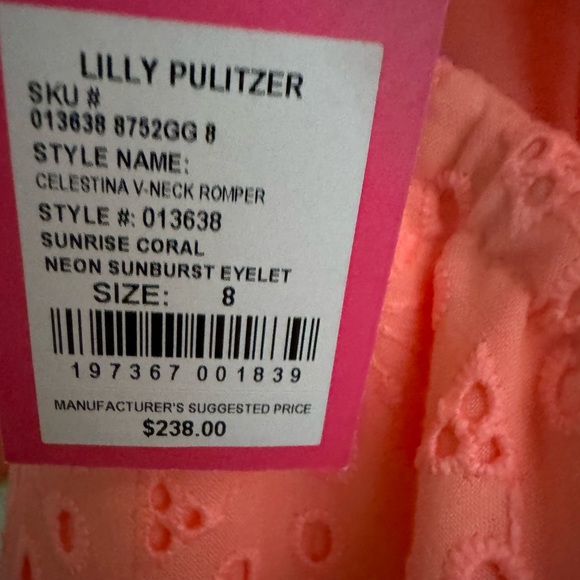 LILLY PULITZER
SKU #
013638 8752GG 8
STYLE NAME:
CELESTINA V-NECK ROMPER
STYLE #: 013638
SUNRISE CORAL
NEON SUNBURST EYELET
SIZE: 8
197367 001839
MANUFACTURER'S SUGGESTED PRICE
$238.00